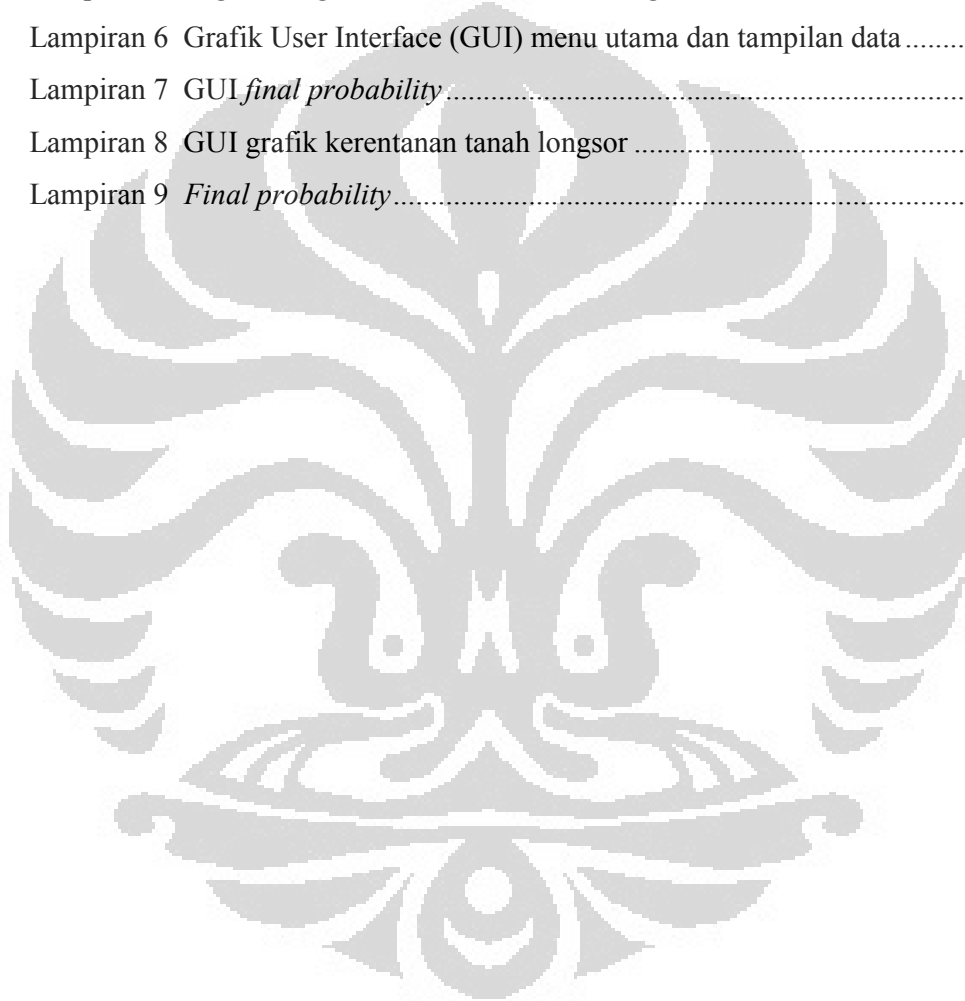 Lampiran 6 Grafik User Interface (GUI) menu utama dan tampilan data ........
Lampiran 7 GUI final probability ..................................................................
Lampiran 8 GUI grafik kerentanan tanah longsor ..........................................
Lampiran 9 Final probability .........................................................................